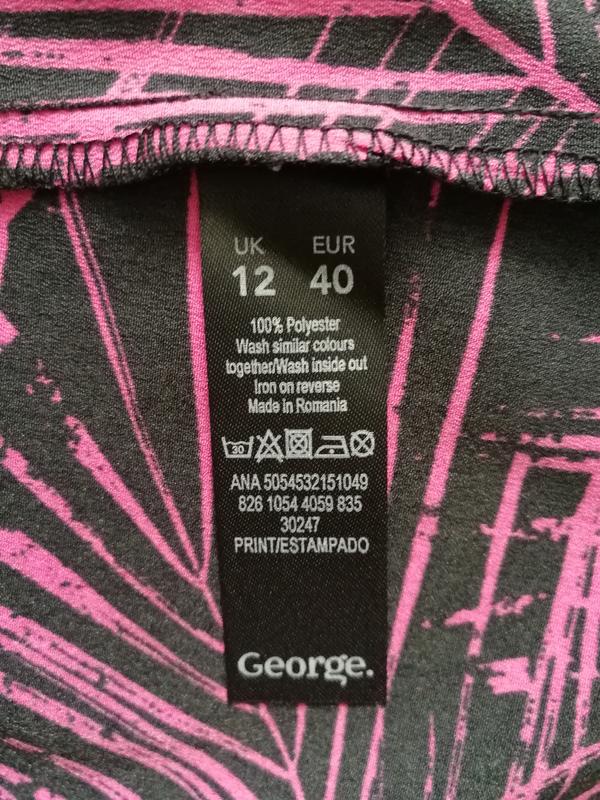 UK EUR
12 40
100% Polyester
Wash similar colours
together/Wash inside out
Iron on reverse
Made in Romania
30
ANA 5054532151049
826 1054 4059 835
30247
PRINT/ESTAMPADO
George.